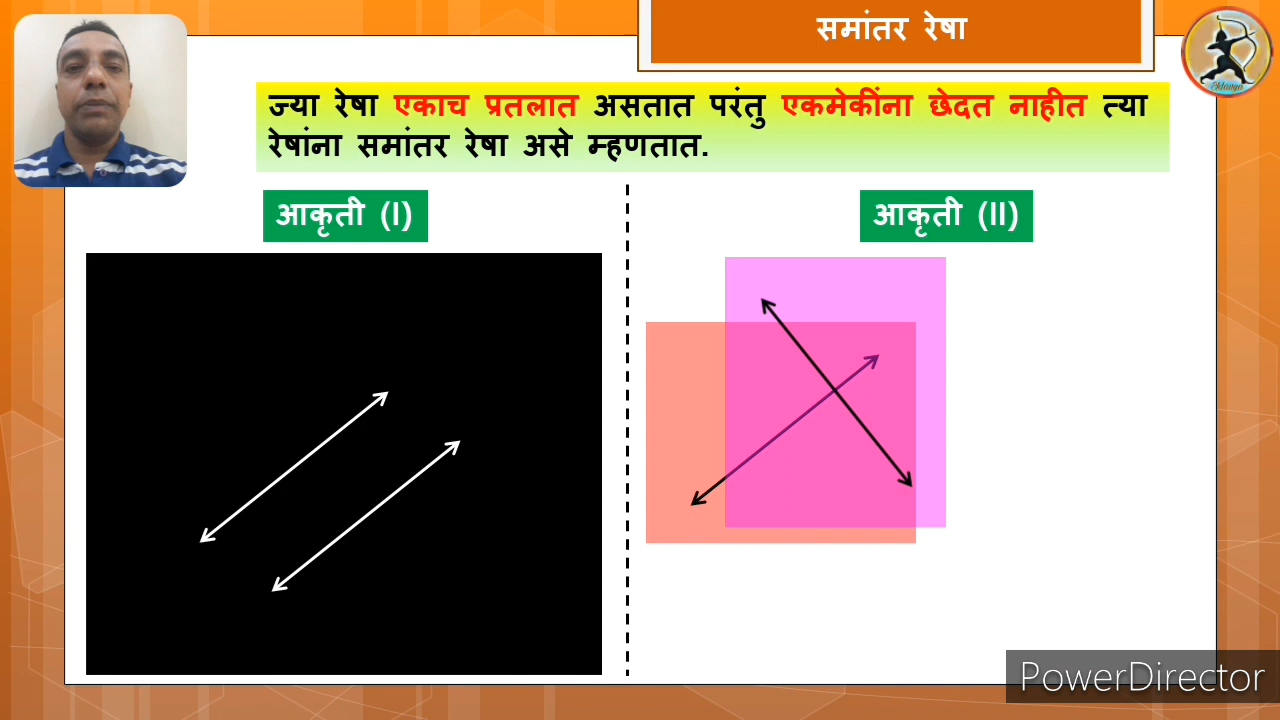 समांतर रेषा
ज्या रेषा एकाच प्रतलात असतात परंतु एकमेकींना छेदत नाहीत त्या
रेषांना समांतर रेषा असे म्हणतात.
आकृती (I)
आकृती (II)
PowerDirector